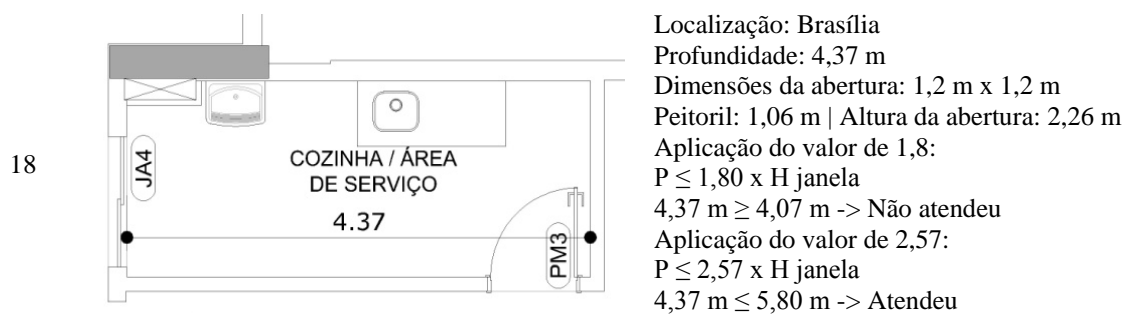 18
JA4
COZINHA / ÁREA
DE SERVIÇO
4.37
PM3
Localização: Brasília
Profundidade: 4,37 m
Dimensões da abertura: 1,2 m x 1,2 m
Peitoril: 1,06 m | Altura da abertura: 2,26 m
Aplicação do valor de 1,8:
P ≤ 1,80 x H janela
4,37 m ≥ 4,07 m -> Não atendeu
Aplicação do valor de 2,57:
P ≤ 2,57 x H janela
4,37 m ≤ 5,80 m -> Atendeu